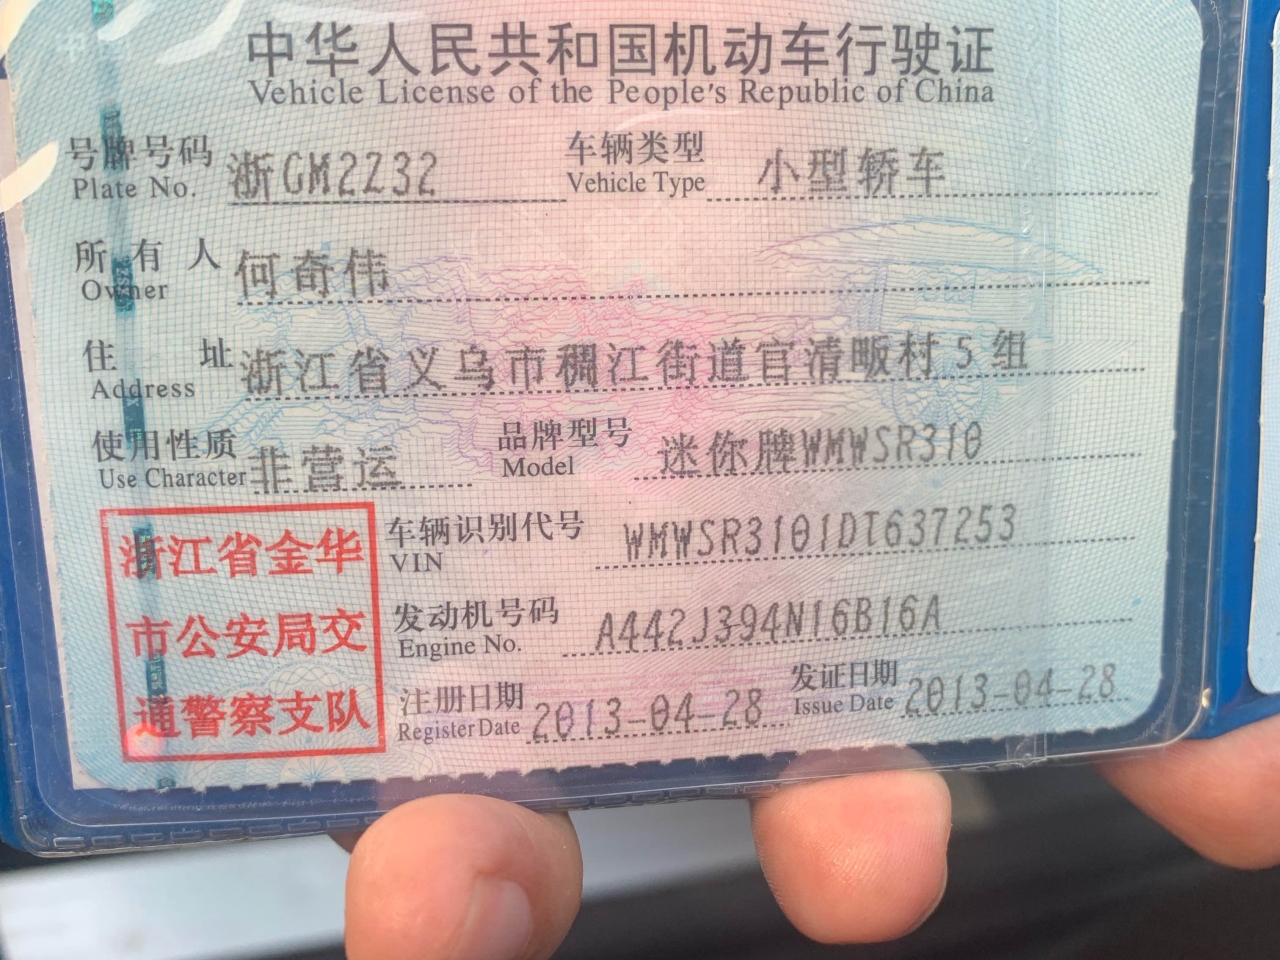 中华人民共和国机动车行驶证
Vehicle License of the People's Republic of China
号牌号码 浙GM2Z32 车辆类型 小型轿车
Plate No. Vehicle Type
所有人 何奇伟
Owner
住址 浙江省义乌市稠江街道官清畈村5组
Address
使用性质 非营运 品牌型号 迷你牌WMWSR310
Use Character Model
浙江省金华
市公安局交
通警察支队
车辆识别代号 WMWSR3101DT637253
VIN
发动机号码 A442J394N16B16A
Engine No.
注册日期 2013-04-28 发证日期 2013-04-28
Register Date Issue Date